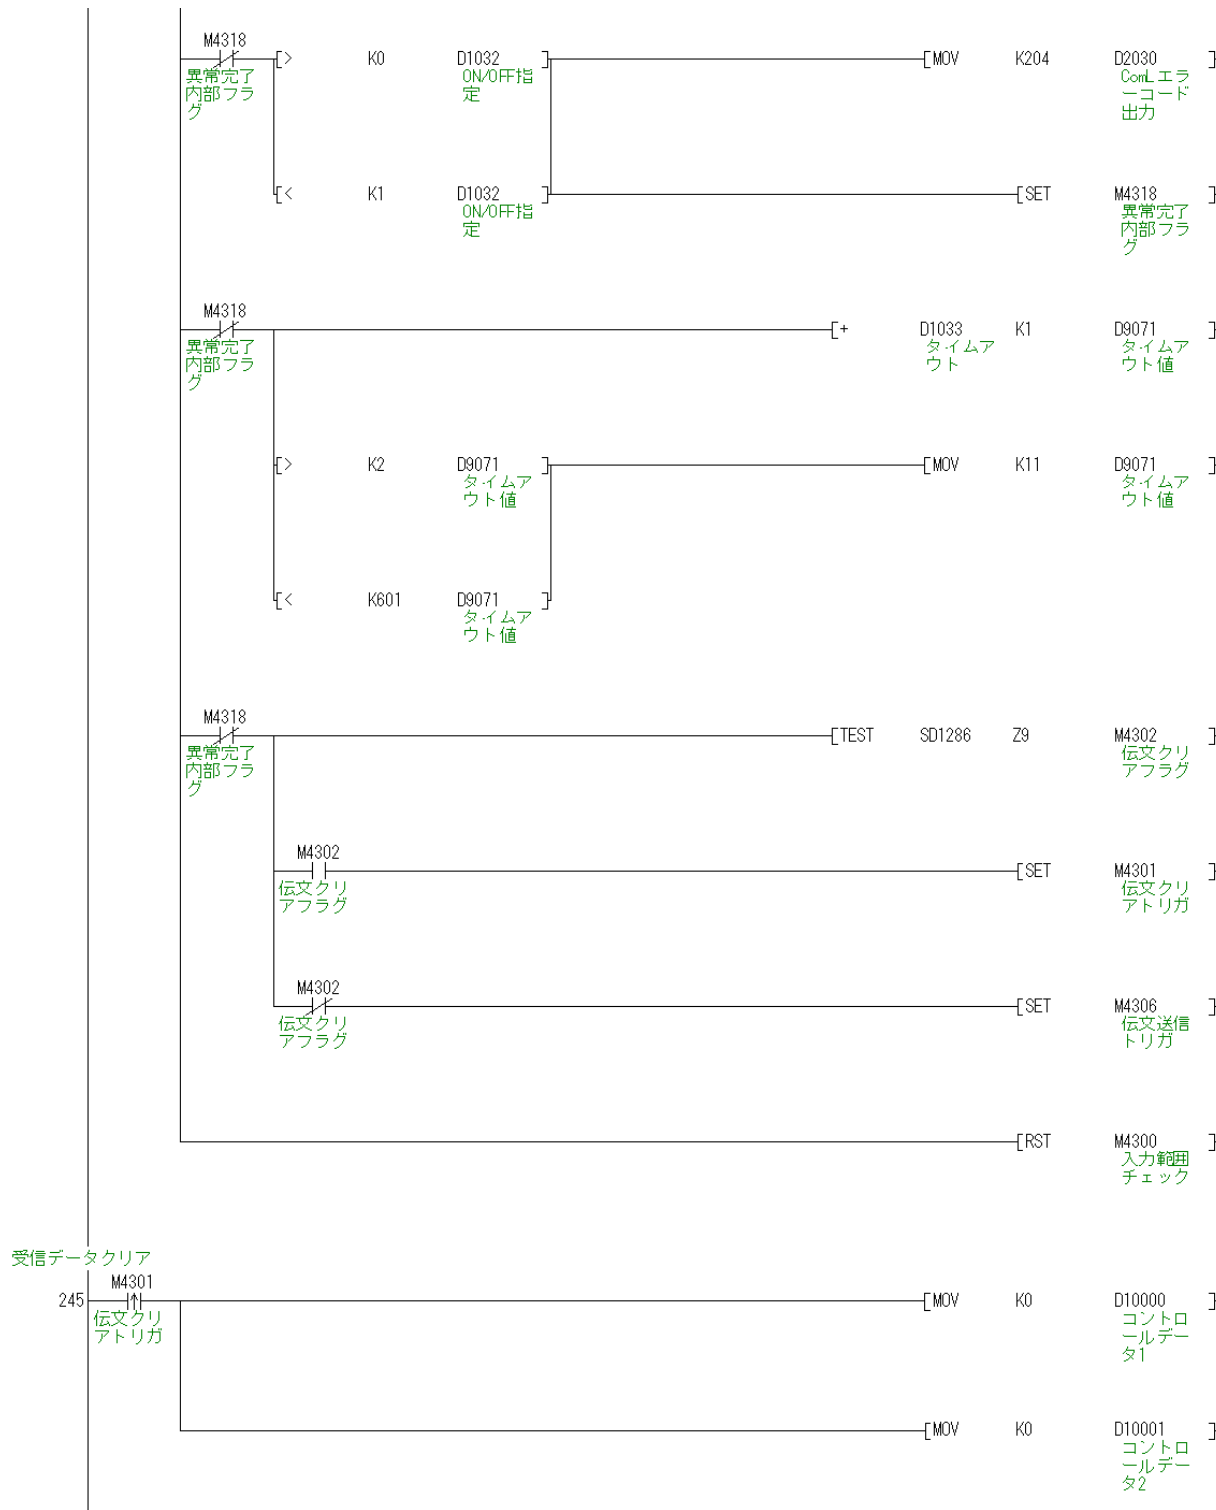 M4318
[> K0 D1032 ] [MOV K204 D2030 ]
異常完了 ON/OFF指 ComLエラ
内部フラ 定 ーコード
グ 出力
[< K1 D1032 ] [SET M4318 ]
ON/OFF指 異常完了
定 内部フラ
グ
M4318
[+ D1033 K1 D9071 ]
異常完了 タイムア タイムア
内部フラ ウト ウト値
グ
[> K2 D9071 ] [MOV K11 D9071 ]
タイムア タイムア
ウト値 ウト値
[< K601 D9071 ]
タイムア
ウト値
M4318
[TEST SD1286 Z9 M4302 ]
異常完了 伝文クリ
内部フラ アフラグ
グ
M4302
[SET M4301 ]
伝文クリ 伝文クリ
アフラグ アトリガ
M4302
[SET M4306 ]
伝文クリ 伝文送信
アフラグ トリガ
[RST M4300 ]
入力範囲
チェック
受信データクリア
M4301
245 [MOV K0 D10000 ]
伝文クリ コントロ
アトリガ ールデー
タ1
[MOV K0 D10001 ]
コントロ
ールデー
タ2